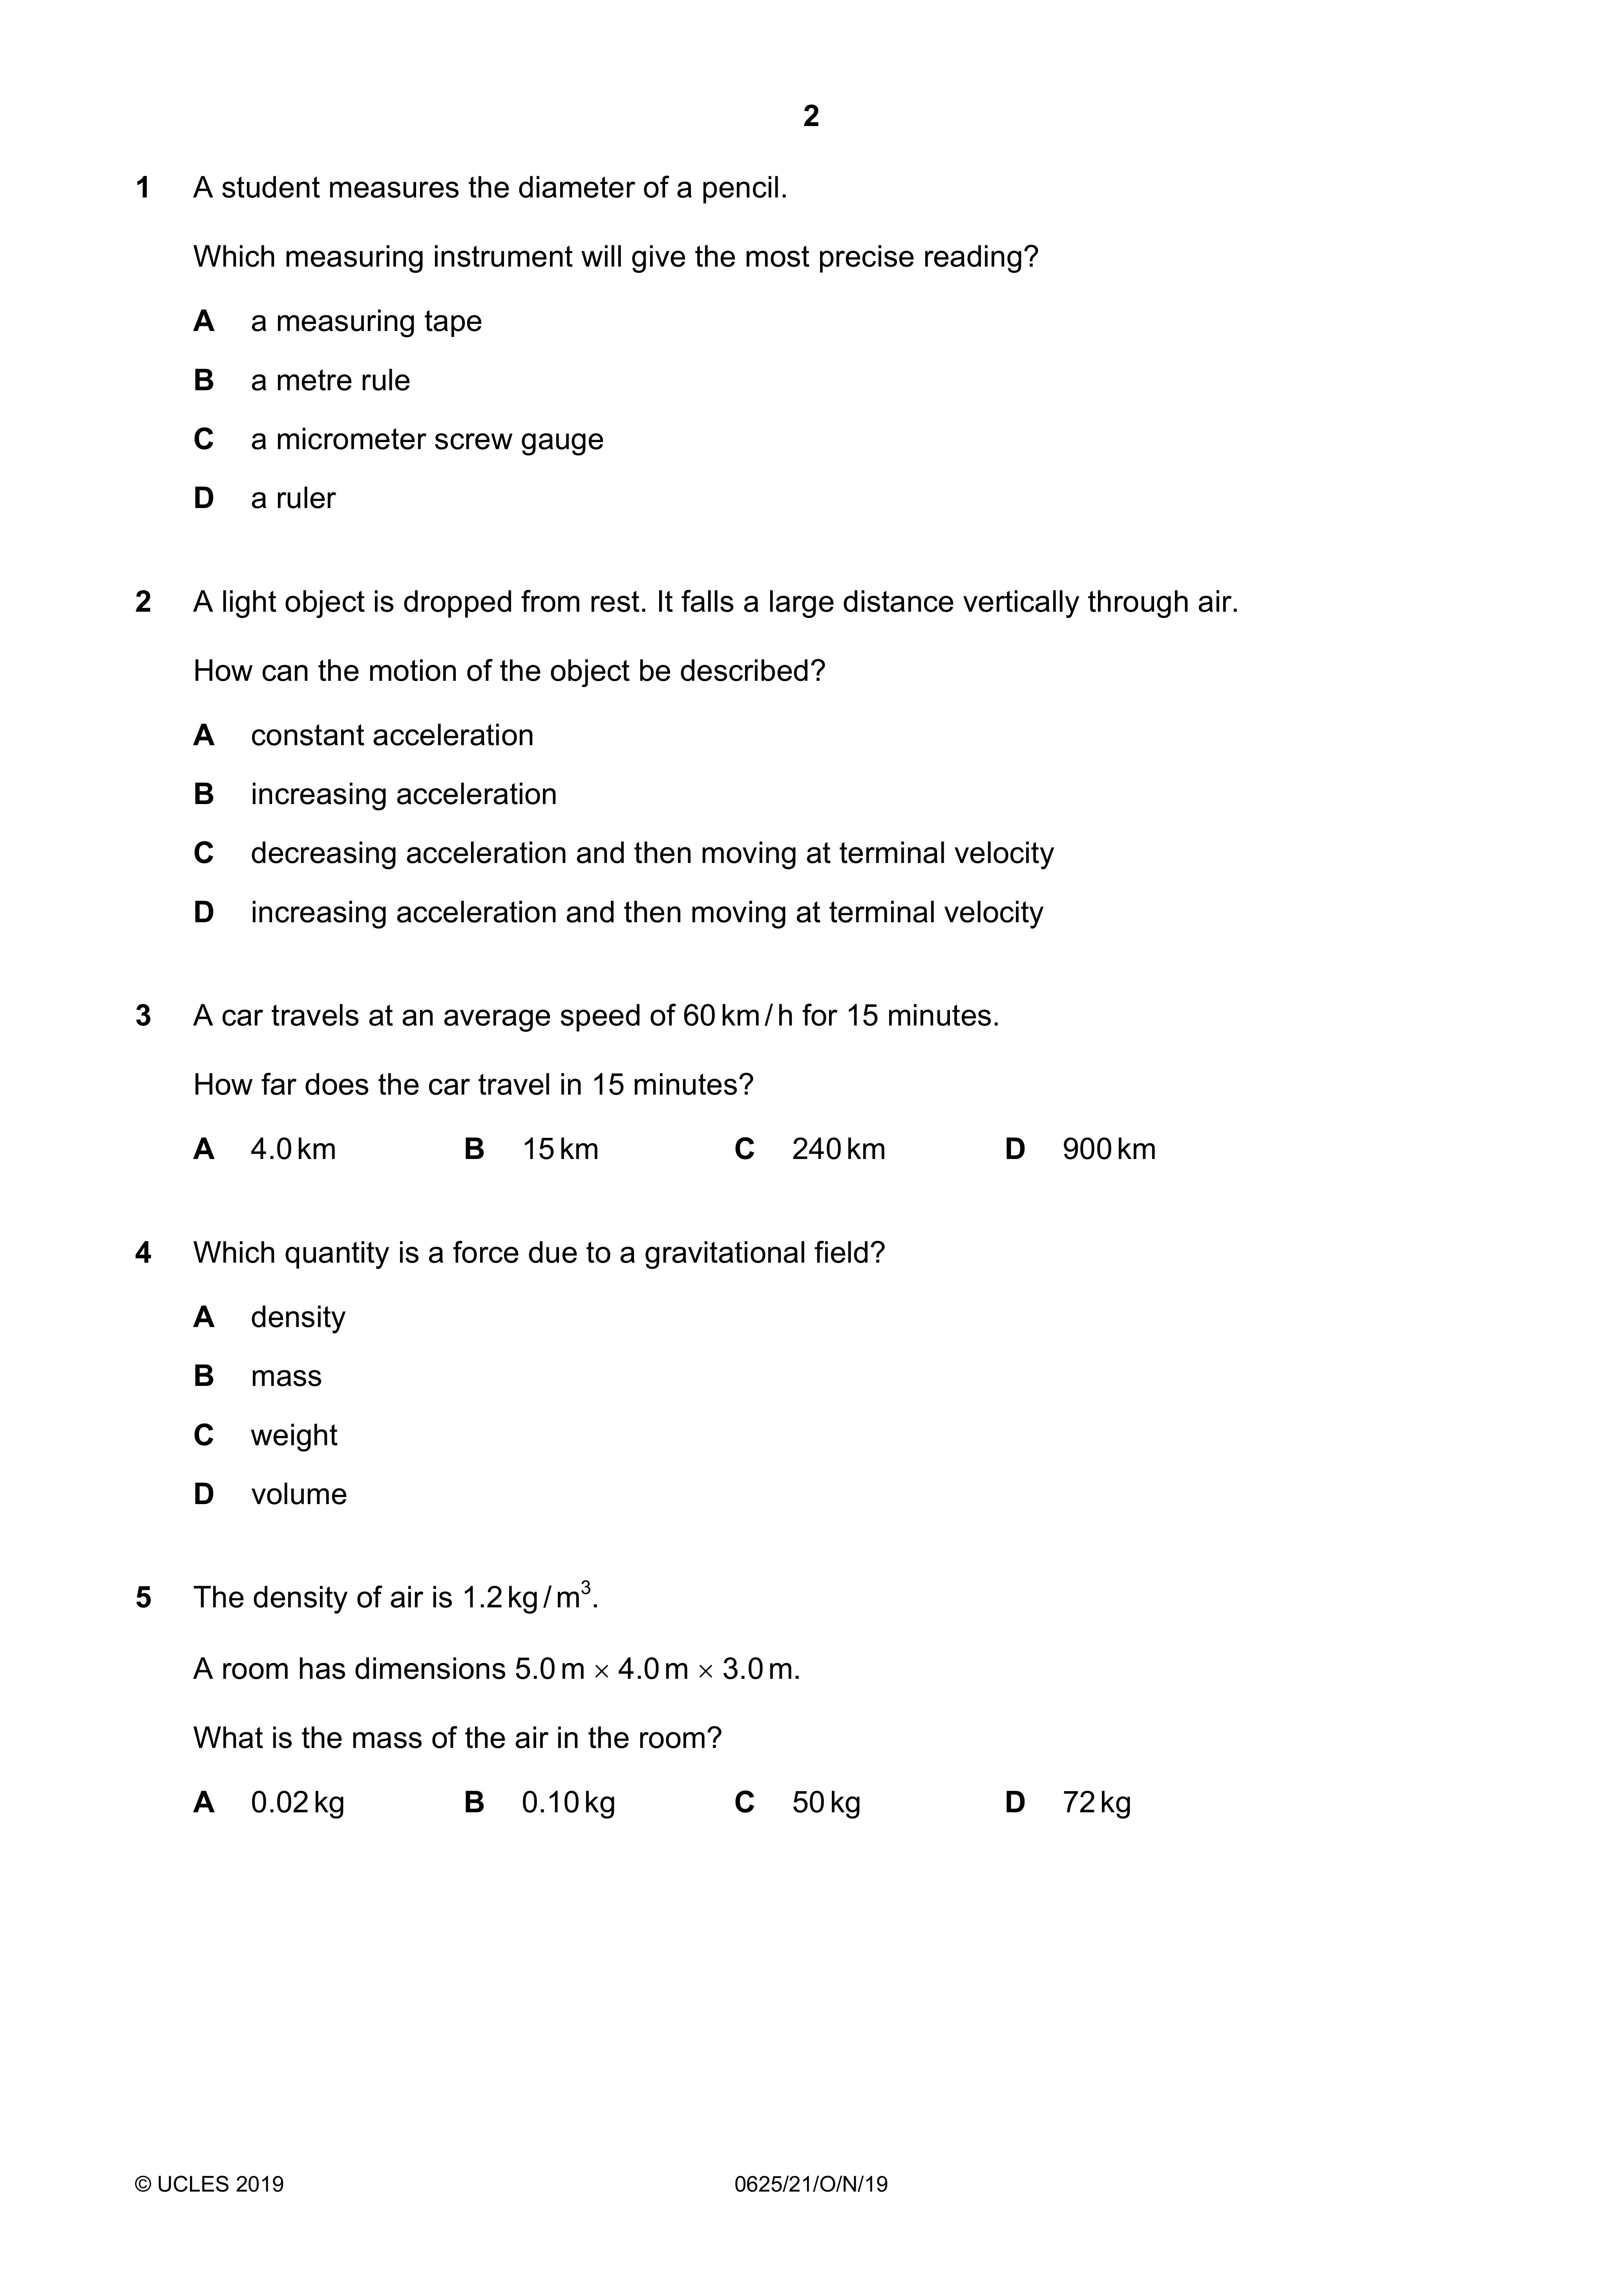 2
1 A student measures the diameter of a pencil.
Which measuring instrument will give the most precise reading?
A a measuring tape
B a metre rule
C a micrometer screw gauge
D a ruler
2 A light object is dropped from rest. It falls a large distance vertically through air.
How can the motion of the object be described?
A constant acceleration
B increasing acceleration
C decreasing acceleration and then moving at terminal velocity
D increasing acceleration and then moving at terminal velocity
3 A car travels at an average speed of 60 km / h for 15 minutes.
How far does the car travel in 15 minutes?
A 4.0 km B 15 km C 240 km D 900 km
4 Which quantity is a force due to a gravitational field?
A density
B mass
C weight
D volume
5 The density of air is 1.2 kg / m³.
A room has dimensions 5.0 m × 4.0 m × 3.0 m.
What is the mass of the air in the room?
A 0.02 kg B 0.10 kg C 50 kg D 72 kg
© UCLES 2019 0625/21/O/N/19